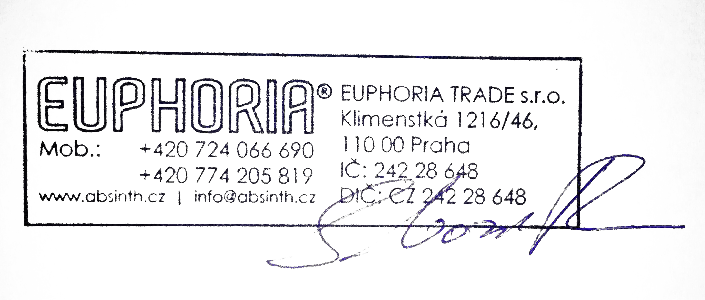 EUPHORIA® EUPHORIA TRADE s.r.o.
Klimenstká 1216/46,
Mob.: +420 724 066 690 110 00 Praha
+420 774 205 819 IČ: 242 28 648
www.absinth.cz | info@absinth.cz DIČ: CZ 242 28 648